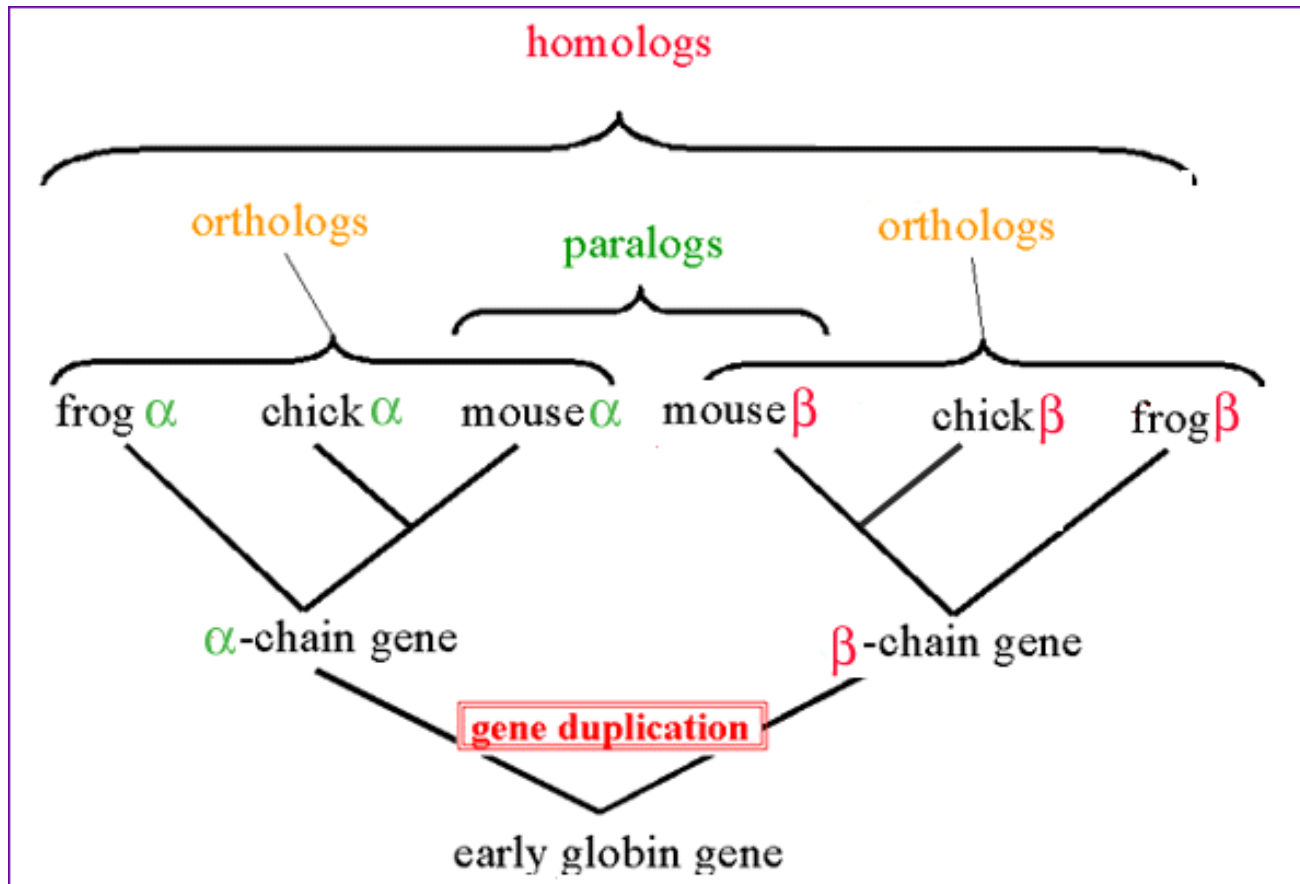 homologs
orthologs
paralogs
orthologs
frog α chick α mouse α mouse β chick β frog β
α-chain gene
β-chain gene
gene duplication
early globin gene